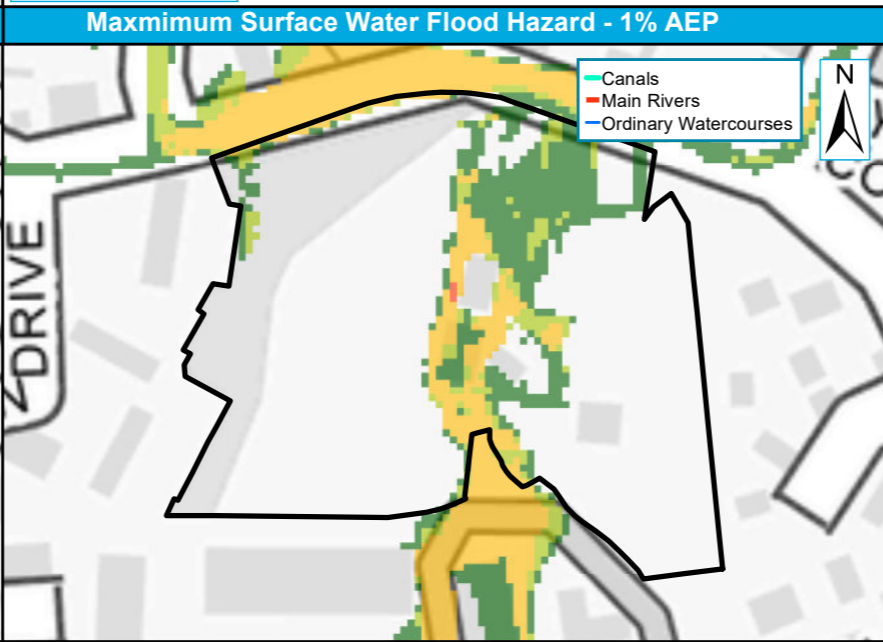 Maxmimum Surface Water Flood Hazard - 1% AEP
Canals
Main Rivers
Ordinary Watercourses
N
DRIVE